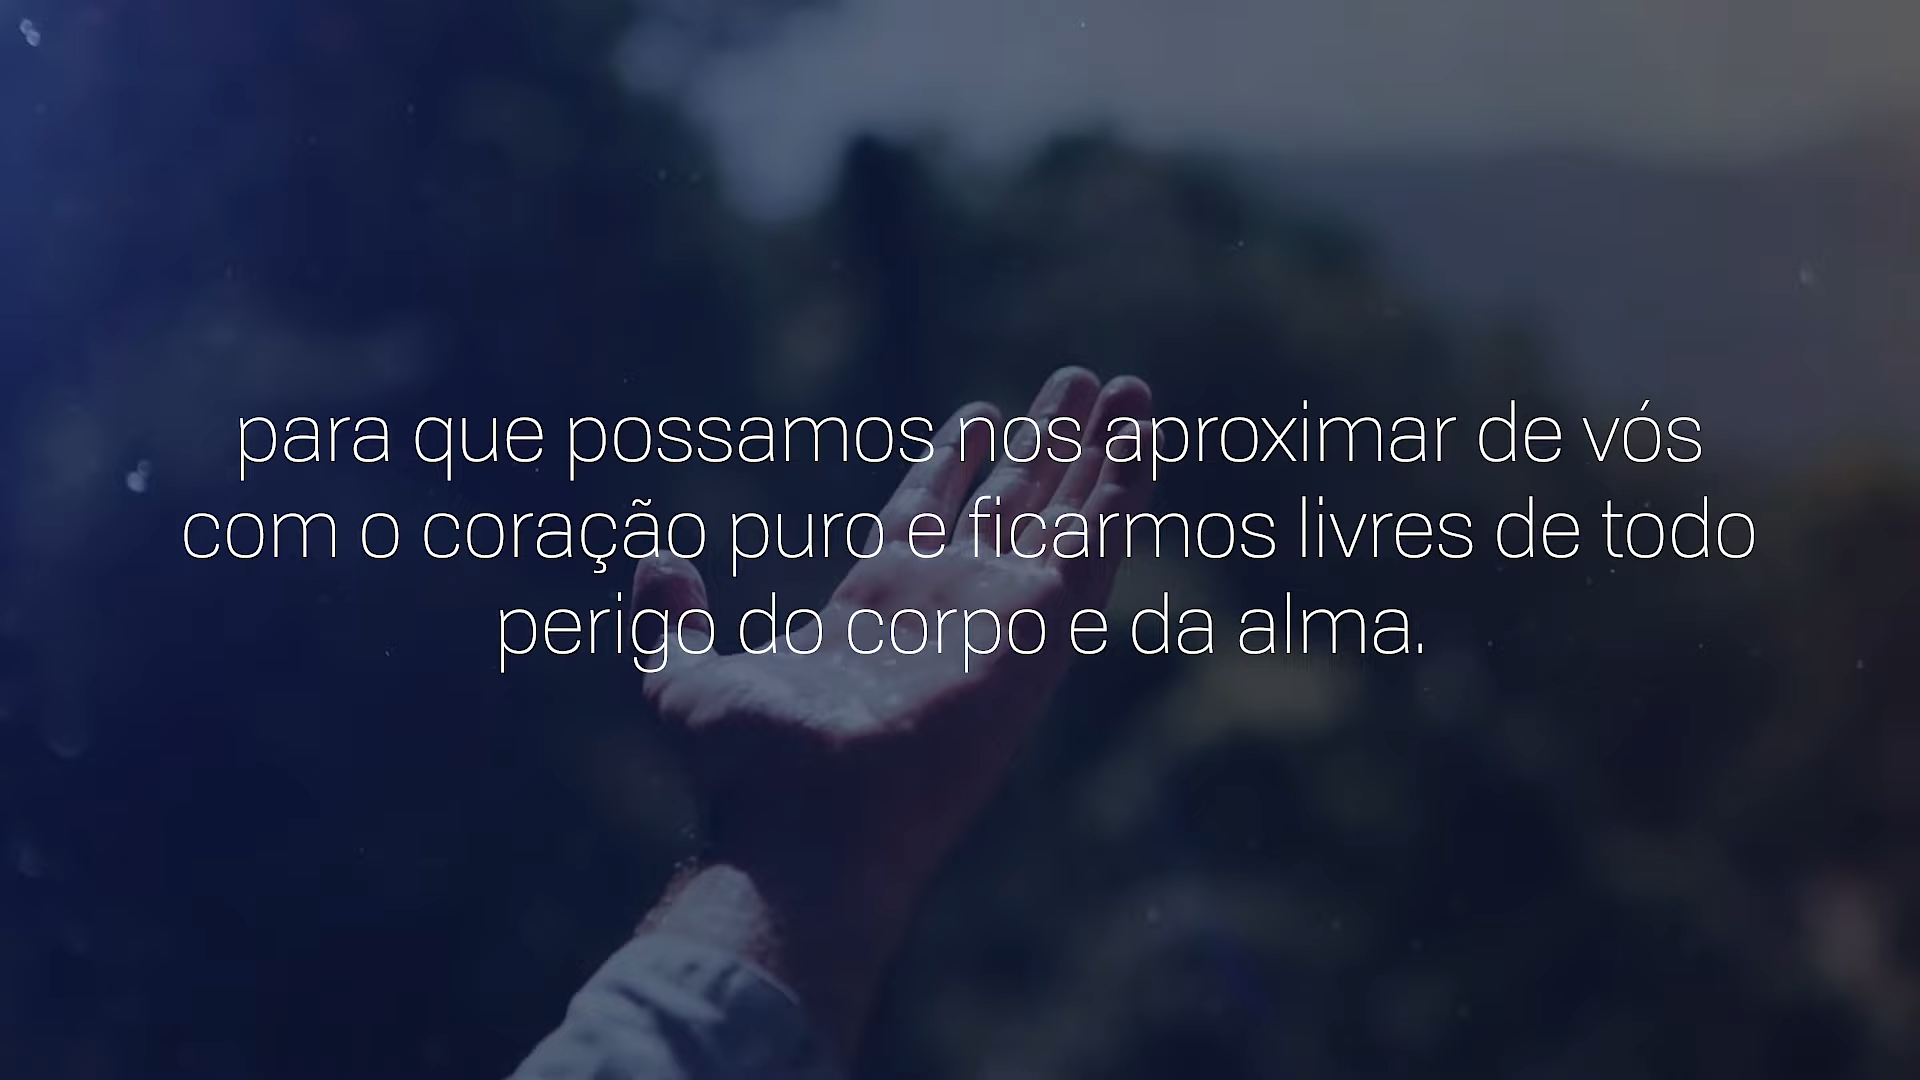 para que possamos nos aproximar de vós
com o coração puro e ficarmos livres de todo
perigo do corpo e da alma.